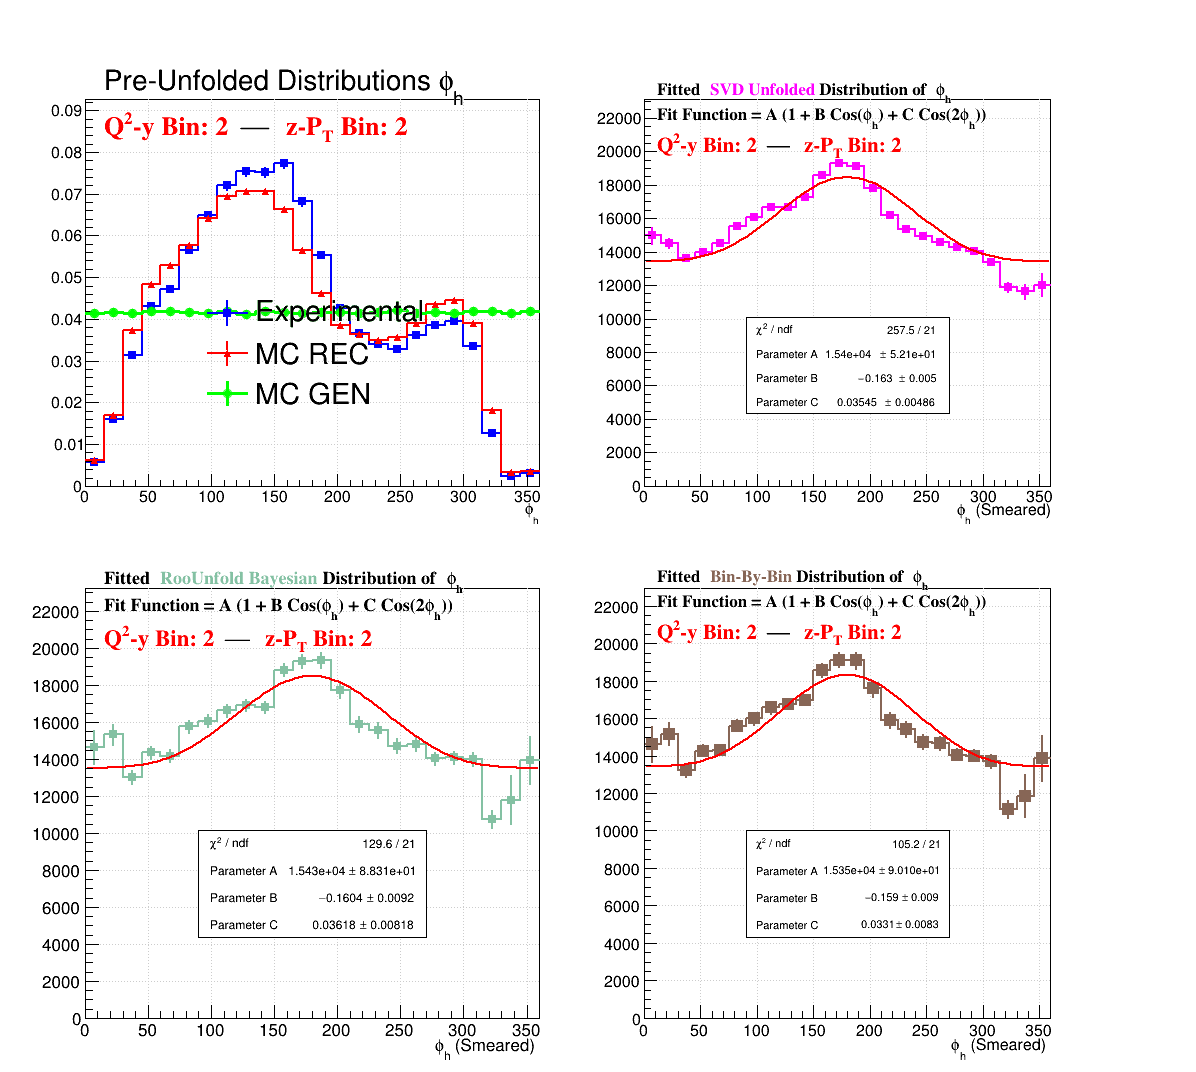 Pre-Unfolded Distributions ϕh
Q²-y Bin: 2 — z-PT Bin: 2
0.09
0.08
0.07
0.06
0.05
0.04
0.03
0.02
0.01
0
Experimental
MC REC
MC GEN
0 50 100 150 200 250 300 350
ϕh
Fitted SVD Unfolded Distribution of ϕh
Fit Function = A (1 + B Cos(ϕh) + C Cos(2ϕh))
Q²-y Bin: 2 — z-PT Bin: 2
22000
20000
18000
16000
14000
12000
10000
8000
6000
4000
2000
0
χ² / ndf 257.5 / 21
Parameter A 1.54e+04 ± 5.21e+01
Parameter B −0.163 ± 0.005
Parameter C 0.03545 ± 0.00486
0 50 100 150 200 250 300 350
ϕh (Smeared)
Fitted RooUnfold Bayesian Distribution of ϕh
Fit Function = A (1 + B Cos(ϕh) + C Cos(2ϕh))
Q²-y Bin: 2 — z-PT Bin: 2
22000
20000
18000
16000
14000
12000
10000
8000
6000
4000
2000
0
χ² / ndf 129.6 / 21
Parameter A 1.543e+04 ± 8.831e+01
Parameter B −0.1604 ± 0.0092
Parameter C 0.03618 ± 0.00818
0 50 100 150 200 250 300 350
ϕh (Smeared)
Fitted Bin-By-Bin Distribution of ϕh
Fit Function = A (1 + B Cos(ϕh) + C Cos(2ϕh))
Q²-y Bin: 2 — z-PT Bin: 2
22000
20000
18000
16000
14000
12000
10000
8000
6000
4000
2000
0
χ² / ndf 105.2 / 21
Parameter A 1.535e+04 ± 9.010e+01
Parameter B −0.159 ± 0.009
Parameter C 0.0331 ± 0.0083
0 50 100 150 200 250 300 350
ϕh (Smeared)